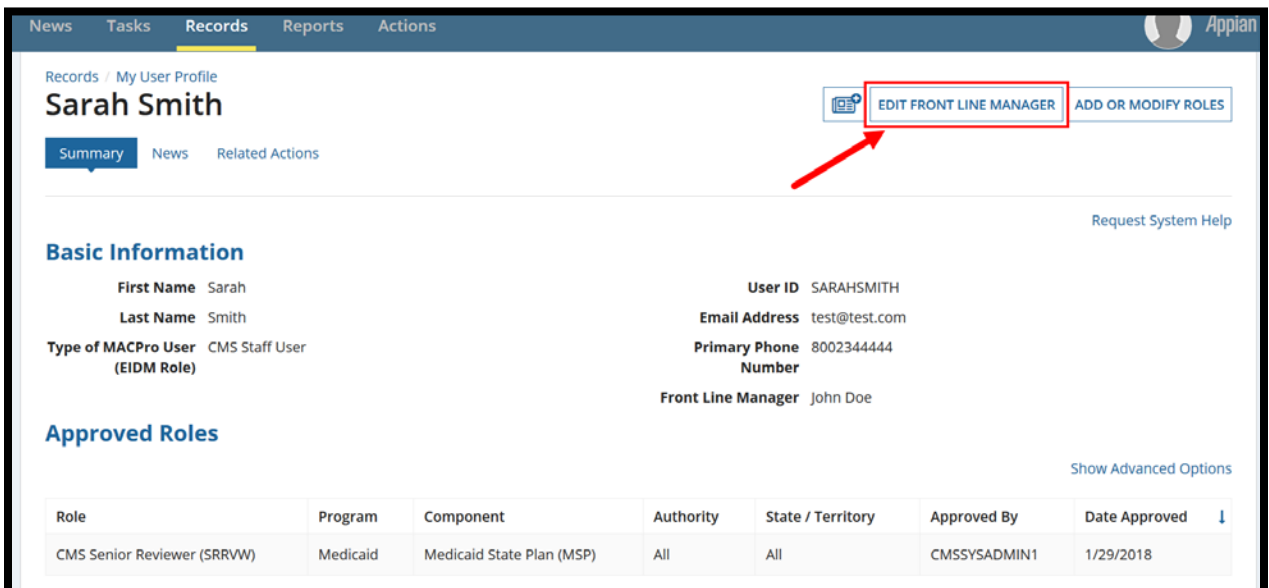 News Tasks Records Reports Actions Appian
Records / My User Profile
Sarah Smith
EDIT FRONT LINE MANAGER ADD OR MODIFY ROLES
Summary News Related Actions
Request System Help
Basic Information
First Name Sarah User ID SARAHSMITH
Last Name Smith Email Address test@test.com
Type of MACPro User CMS Staff User Primary Phone 8002344444
(EIDM Role) Number
Front Line Manager John Doe
Approved Roles
Show Advanced Options
Role Program Component Authority State / Territory Approved By Date Approved ↓
CMS Senior Reviewer (SRRVW) Medicaid Medicaid State Plan (MSP) All All CMSSYSADMIN1 1/29/2018